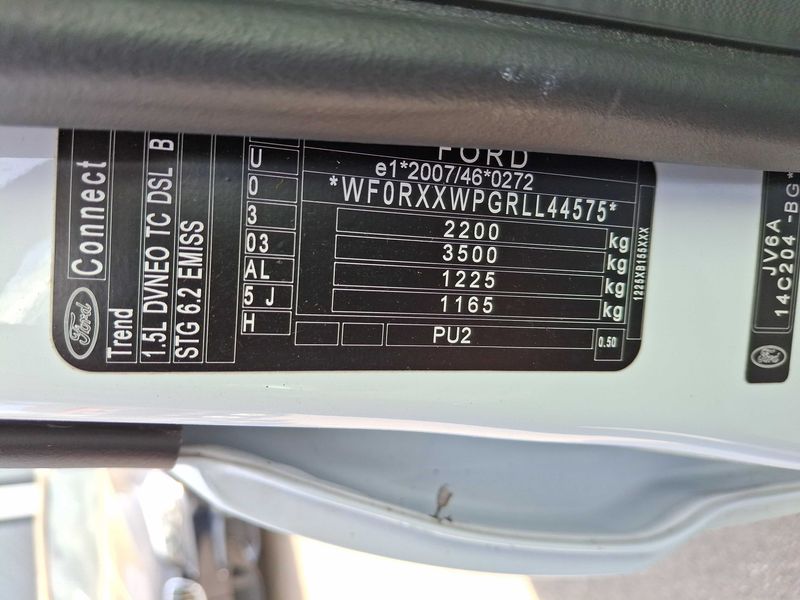 FORD
e1*2007/46*0272
*WF0RXXWPGRLL44575*
2200 kg
3500 kg
1225 kg
1165 kg
PU2
0.50
U
0
3
03
AL
5 J
H
Ford
Connect
Trend
1.5L DVNEO TC DSL B
STG 6.2 EMISS
1225XB155XXX
Ford
JV6A
14C204 -BG*